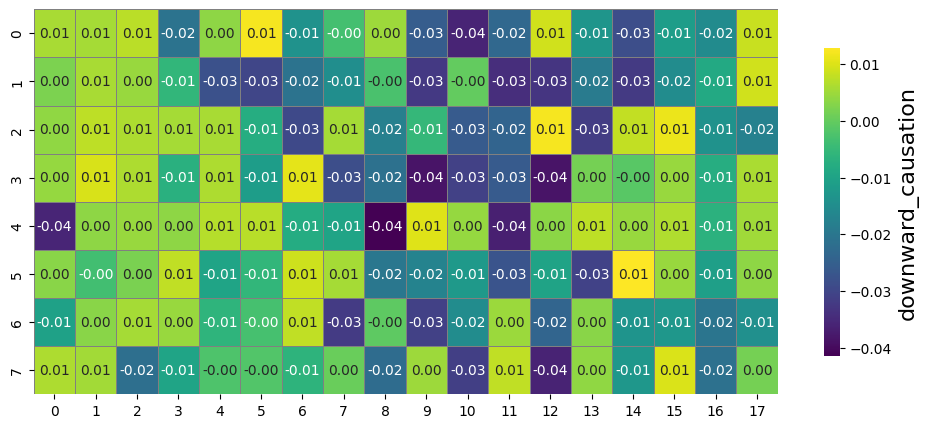 0 0.01 0.01 0.01 -0.02 0.00 0.01 -0.01 -0.00 0.00 -0.03 -0.04 -0.02 0.01 -0.01 -0.03 -0.01 -0.02 0.01
1 0.00 0.01 0.00 -0.01 -0.03 -0.03 -0.02 -0.01 -0.00 -0.03 -0.00 -0.03 -0.03 -0.02 -0.03 -0.02 -0.01 0.01
2 0.00 0.01 0.01 0.01 0.01 -0.01 -0.03 0.01 -0.02 -0.01 -0.03 -0.02 0.01 -0.03 0.01 0.01 -0.01 -0.02
3 0.00 0.01 0.01 -0.01 0.01 -0.01 0.01 -0.03 -0.02 -0.04 -0.03 -0.03 -0.04 0.00 -0.00 0.00 -0.01 0.01
4 -0.04 0.00 0.00 0.00 0.01 0.01 -0.01 -0.01 -0.04 0.01 0.00 -0.04 0.00 0.01 0.00 0.01 -0.01 0.01
5 0.00 -0.00 0.00 0.01 -0.01 -0.01 0.01 0.01 -0.02 -0.02 -0.01 -0.03 -0.01 -0.03 0.01 0.00 -0.01 0.00
6 -0.01 0.00 0.01 0.00 -0.01 -0.00 0.01 -0.03 -0.00 -0.03 -0.02 0.00 -0.02 0.00 -0.01 -0.01 -0.02 -0.01
7 0.01 0.01 -0.02 -0.01 -0.00 -0.00 -0.01 0.00 -0.02 0.00 -0.03 0.01 -0.04 0.00 -0.01 0.01 -0.02 0.00
0 1 2 3 4 5 6 7 8 9 10 11 12 13 14 15 16 17
0.01
0.00
−0.01
−0.02
−0.03
−0.04
downward_causation